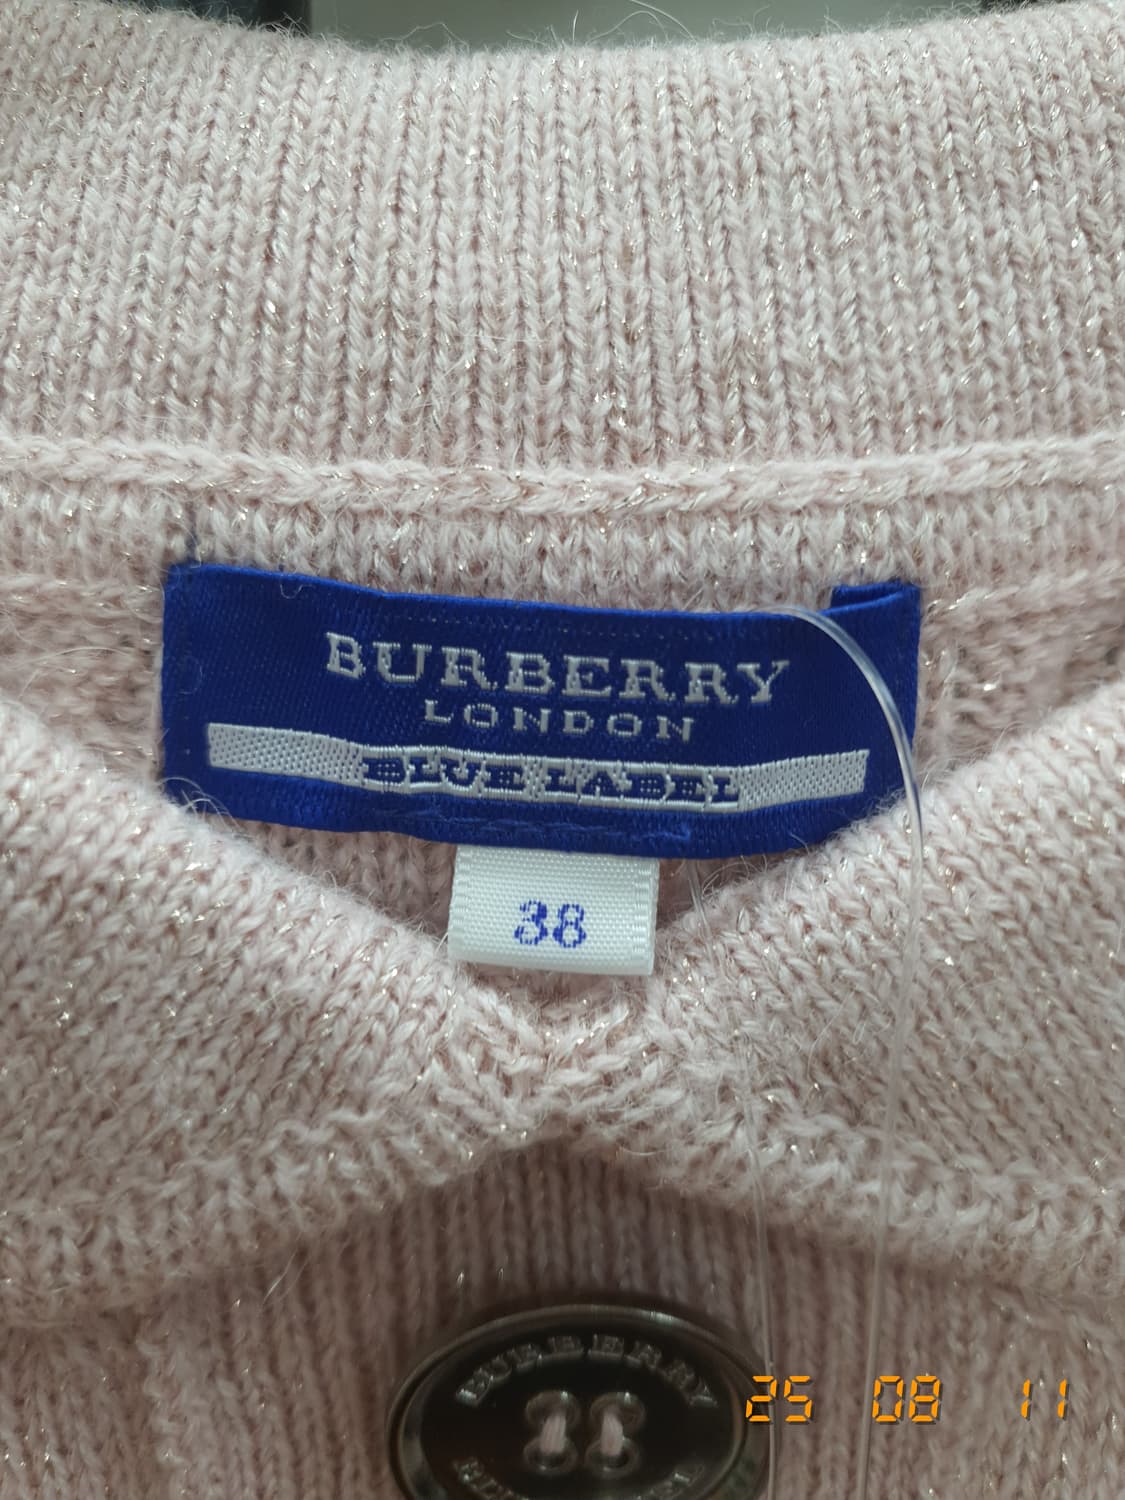 BURBERRY
LONDON
BLUE LABEL
38
BURBERRY
25 08 11